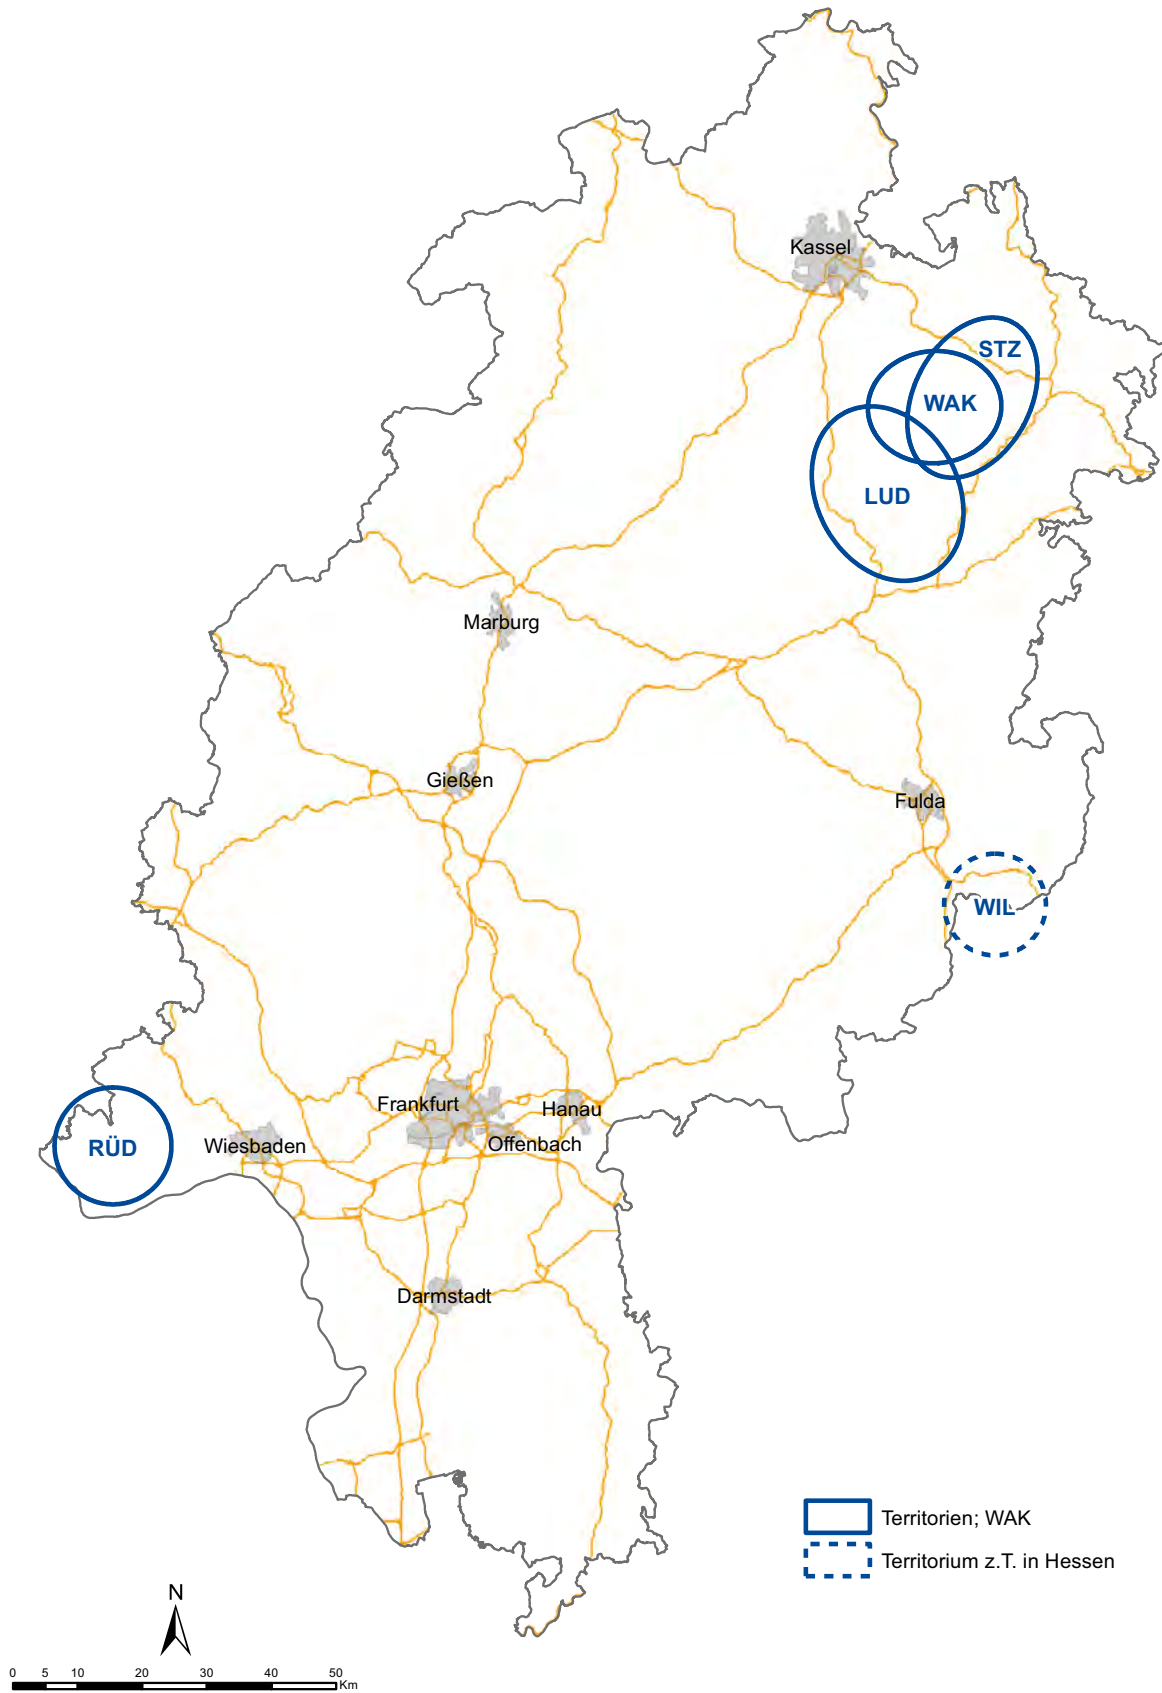 Kassel
STZ
WAK
LUD
Marburg
Gießen
Fulda
WIL
Frankfurt
Hanau
RÜD
Wiesbaden
Offenbach
Darmstadt
Territorien; WAK
Territorium z.T. in Hessen
N
0 5 10 20 30 40 50
Km